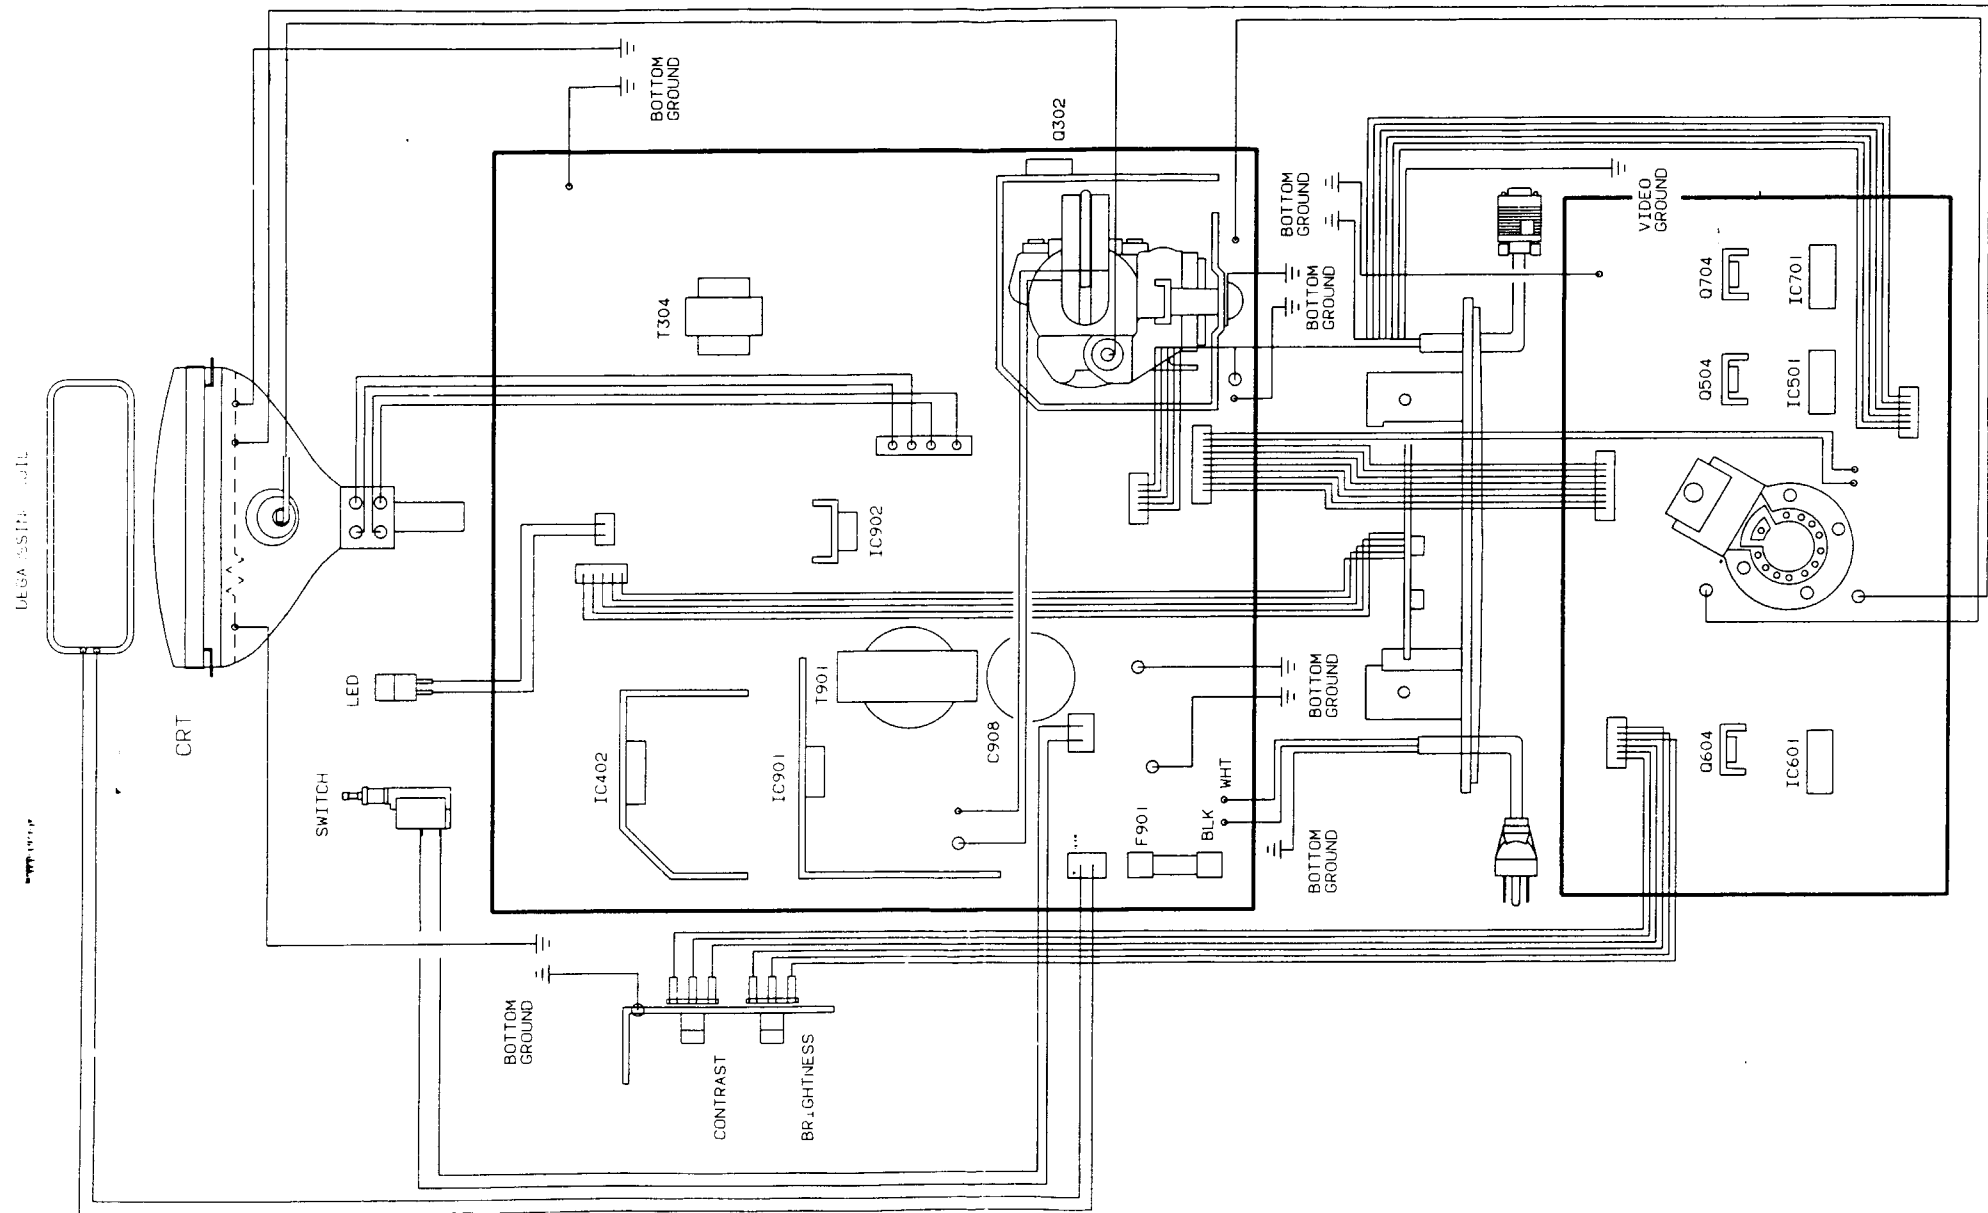 CRT
SWITCH
LED
BOTTOM
GROUND
CONTRAST
BRIGHTNESS
IC402
IC901
T901
C908
IC902
T304
BOTTOM
GROUND
Q302
F901
BLK
WHT
BOTTOM
GROUND
BOTTOM
GROUND
BOTTOM
GROUND
BOTTOM
GROUND
VIDEO
GROUND
Q704
IC701
Q504
IC501
Q604
IC601